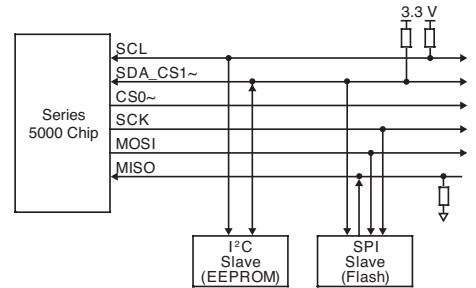 3.3 V
SCL
SDA_CS1~
CS0~
SCK
MOSI
MISO
Series
5000 Chip
I²C
Slave
(EEPROM)
SPI
Slave
(Flash)